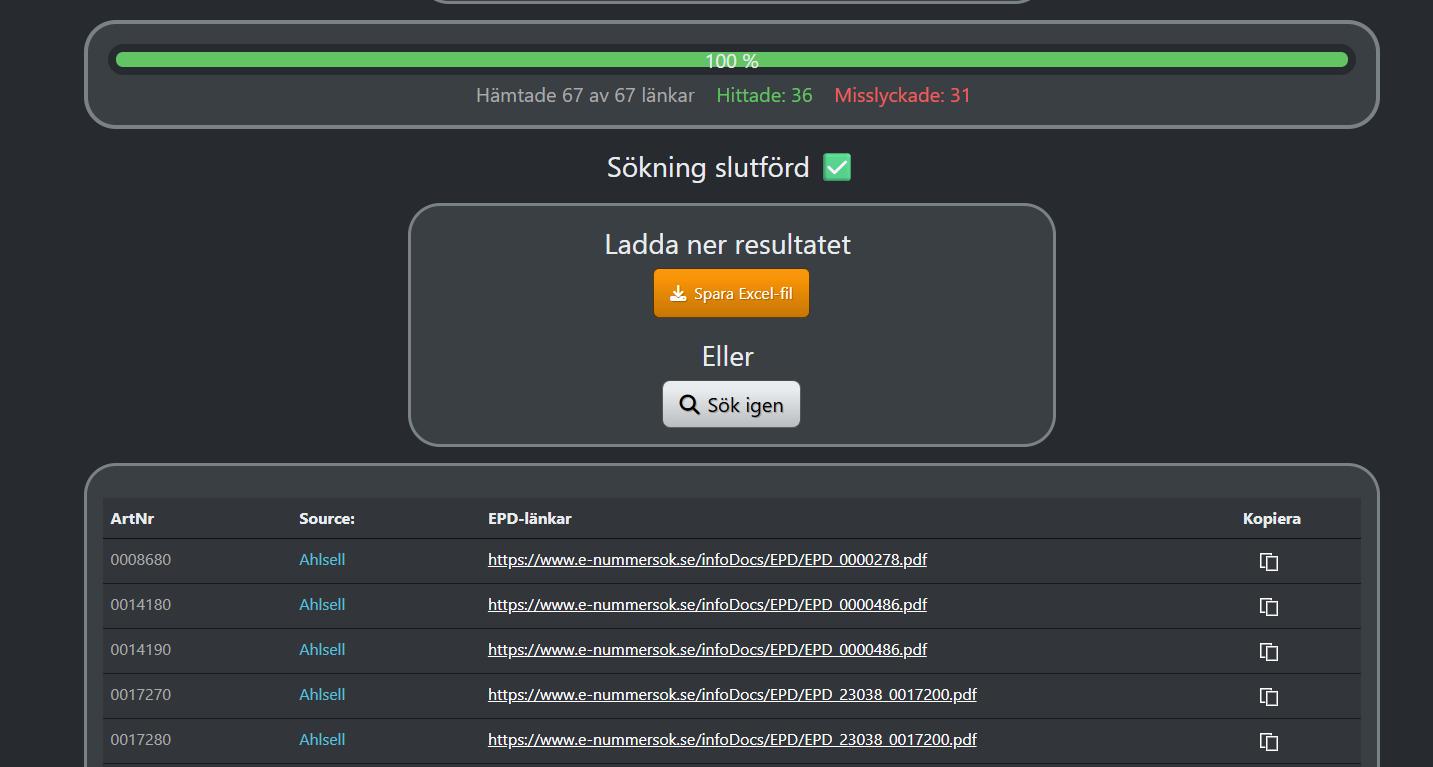 100 %
Hämtade 67 av 67 länkar Hittade: 36 Misslyckade: 31
Sökning slutförd
Ladda ner resultatet
Spara Excel-fil
Eller
Sök igen
ArtNr Source: EPD-länkar Kopiera
0008680 Ahlsell https://www.e-nummersok.se/infoDocs/EPD/EPD_0000278.pdf
0014180 Ahlsell https://www.e-nummersok.se/infoDocs/EPD/EPD_0000486.pdf
0014190 Ahlsell https://www.e-nummersok.se/infoDocs/EPD/EPD_0000486.pdf
0017270 Ahlsell https://www.e-nummersok.se/infoDocs/EPD/EPD_23038_0017200.pdf
0017280 Ahlsell https://www.e-nummersok.se/infoDocs/EPD/EPD_23038_0017200.pdf